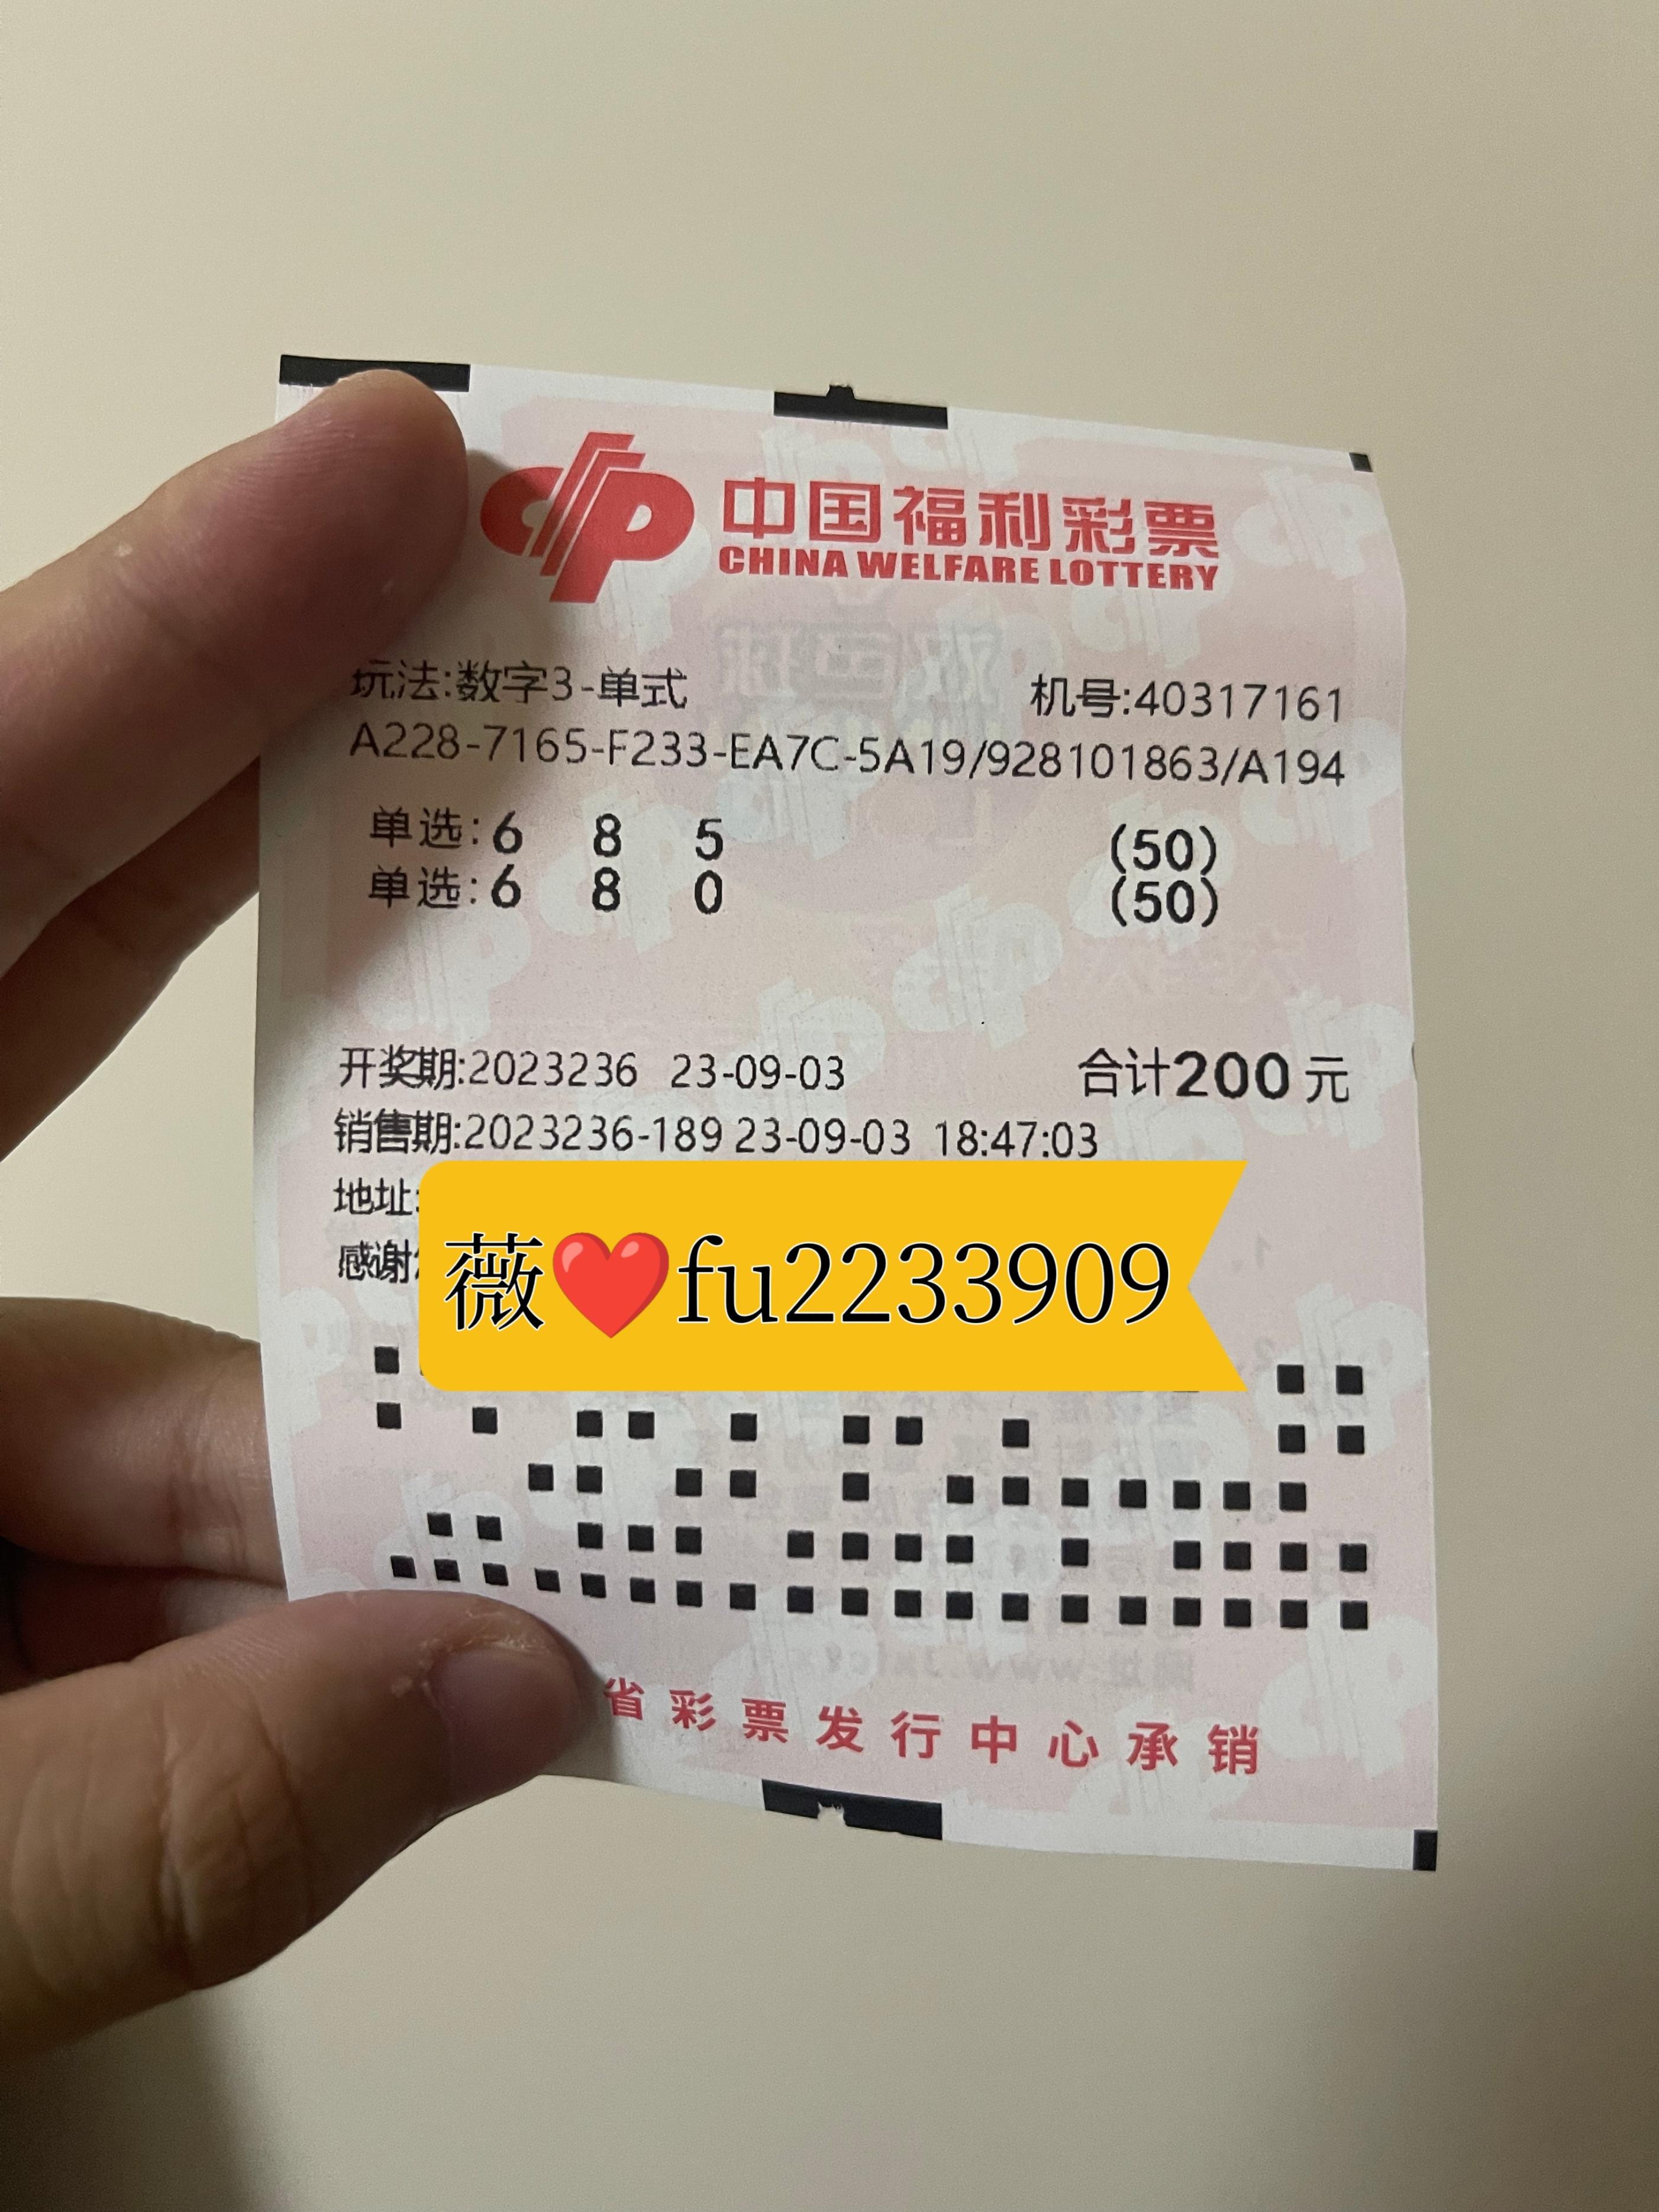 中国福利彩票
CHINA WELFARE LOTTERY
玩法:数字3-单式 机号:40317161
A228-7165-F233-EA7C-5A19/928101863/A194
单选:6 8 5 (50)
单选:6 8 0 (50)
开奖期:2023236 23-09-03 合计200元
销售期:2023236-189 23-09-03 18:47:03
地址:
感谢
薇❤️fu2233909
省彩票发行中心承销